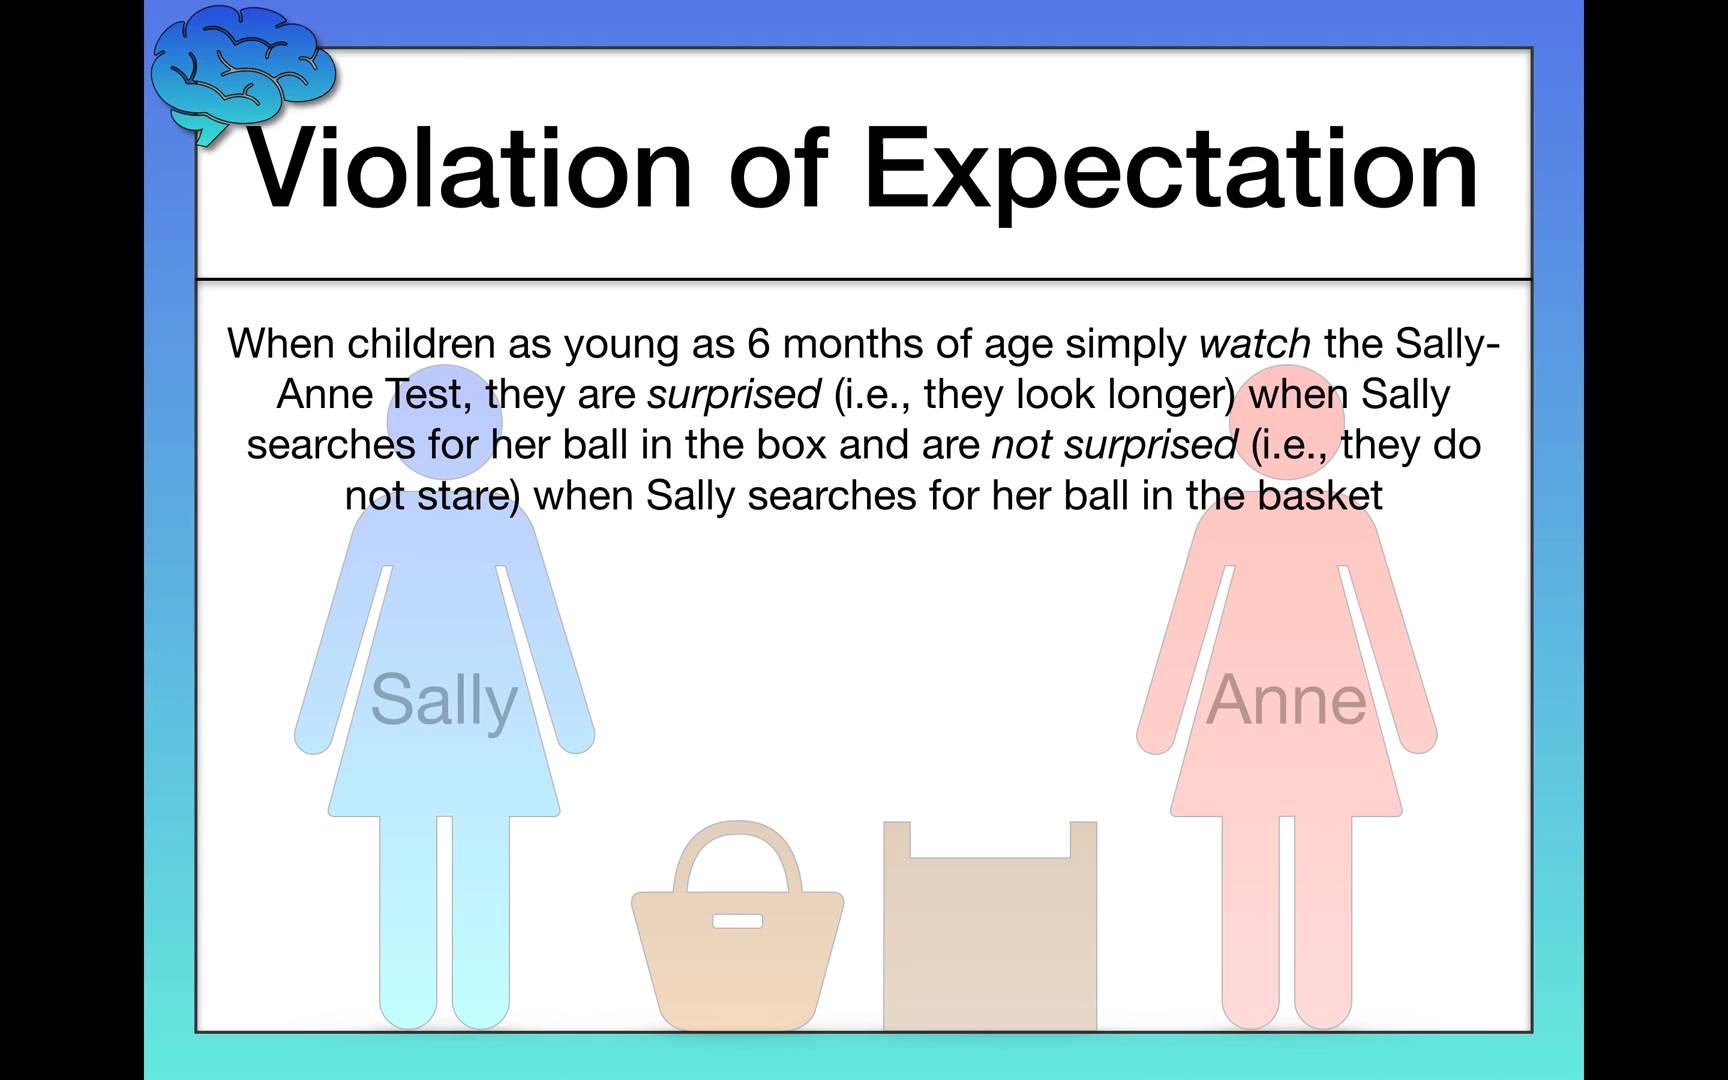 Violation of Expectation
When children as young as 6 months of age simply watch the Sally-
Anne Test, they are surprised (i.e., they look longer) when Sally
searches for her ball in the box and are not surprised (i.e., they do
not stare) when Sally searches for her ball in the basket
Sally
Anne